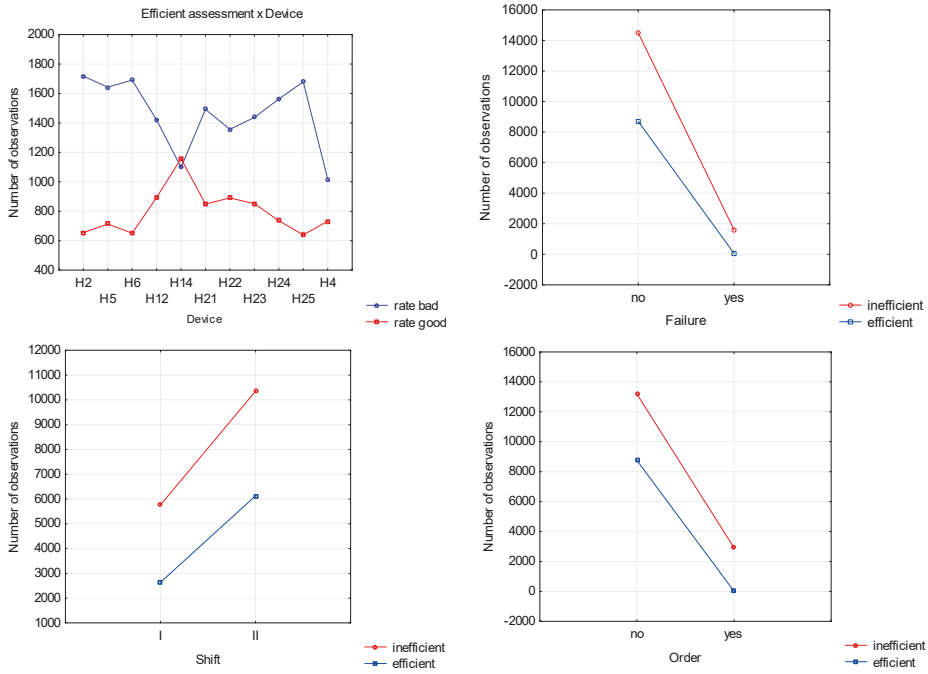 Efficient assessment x Device
2000
1800
1600
1400
1200
1000
800
600
400
Number of observations
H2 H6 H14 H22 H24 H4
H5 H12 H21 H23 H25
Device
rate bad
rate good
16000
14000
12000
10000
8000
6000
4000
2000
0
-2000
Number of observations
no yes
Failure
inefficient
efficient
12000
11000
10000
9000
8000
7000
6000
5000
4000
3000
2000
1000
Number of observations
I II
Shift
inefficient
efficient
16000
14000
12000
10000
8000
6000
4000
2000
0
-2000
Number of observations
no yes
Order
inefficient
efficient